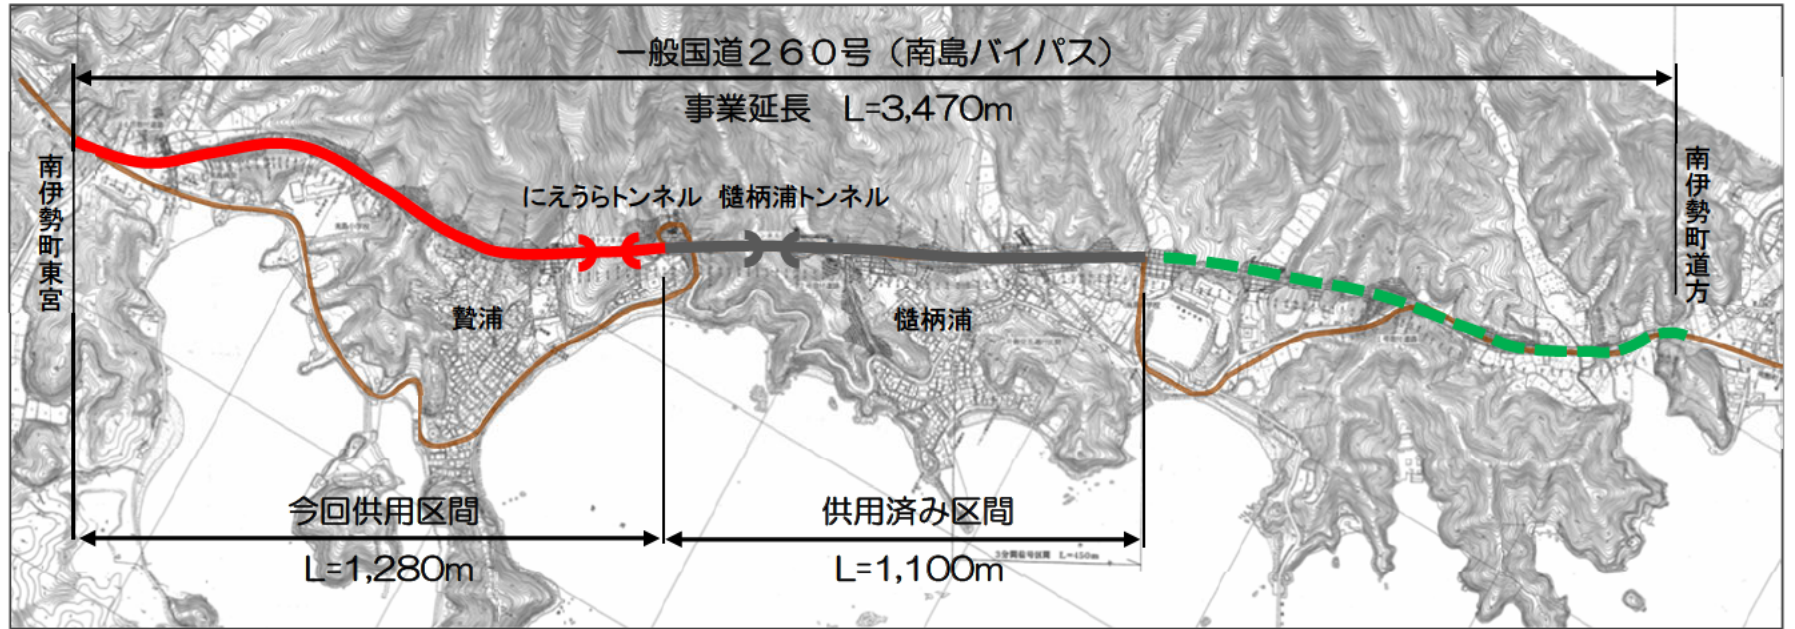 一般国道２６０号（南島バイパス）
事業延長　L=3,470m
南伊勢町東宮
南伊勢町道方
にえうらトンネル
慥柄浦トンネル
贄浦
慥柄浦
今回供用区間
L=1,280m
供用済み区間
L=1,100m
L=450m